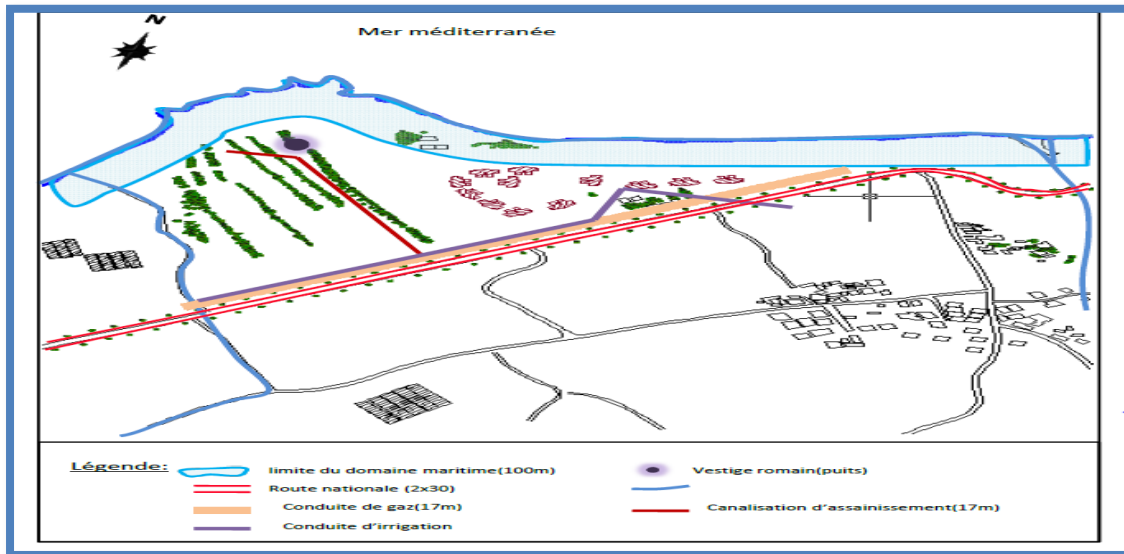 N
Mer méditerranée
Légende:
limite du domaine maritime(100m)
Vestige romain(puits)
Route nationale (2x30)
Conduite de gaz(17m)
Canalisation d'assainissement(17m)
Conduite d'irrigation